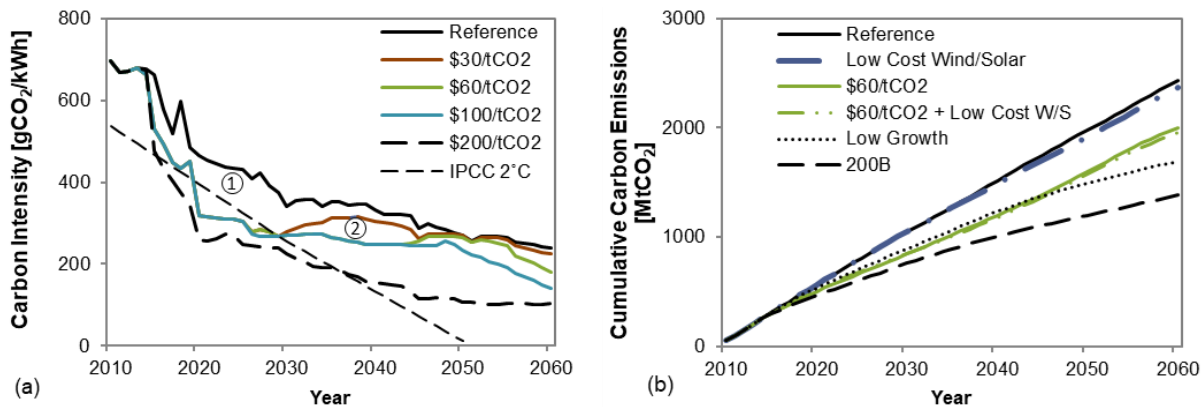 Carbon Intensity [gCO2/kWh]
800
600
400
200
0
Reference
$30/tCO2
$60/tCO2
$100/tCO2
$200/tCO2
IPCC 2°C
①
②
2010 2020 2030 2040 2050 2060
Year
(a)
Cumulative Carbon Emissions
[MtCO2]
3000
2000
1000
0
Reference
Low Cost Wind/Solar
$60/tCO2
$60/tCO2 + Low Cost W/S
Low Growth
200B
2010 2020 2030 2040 2050 2060
Year
(b)